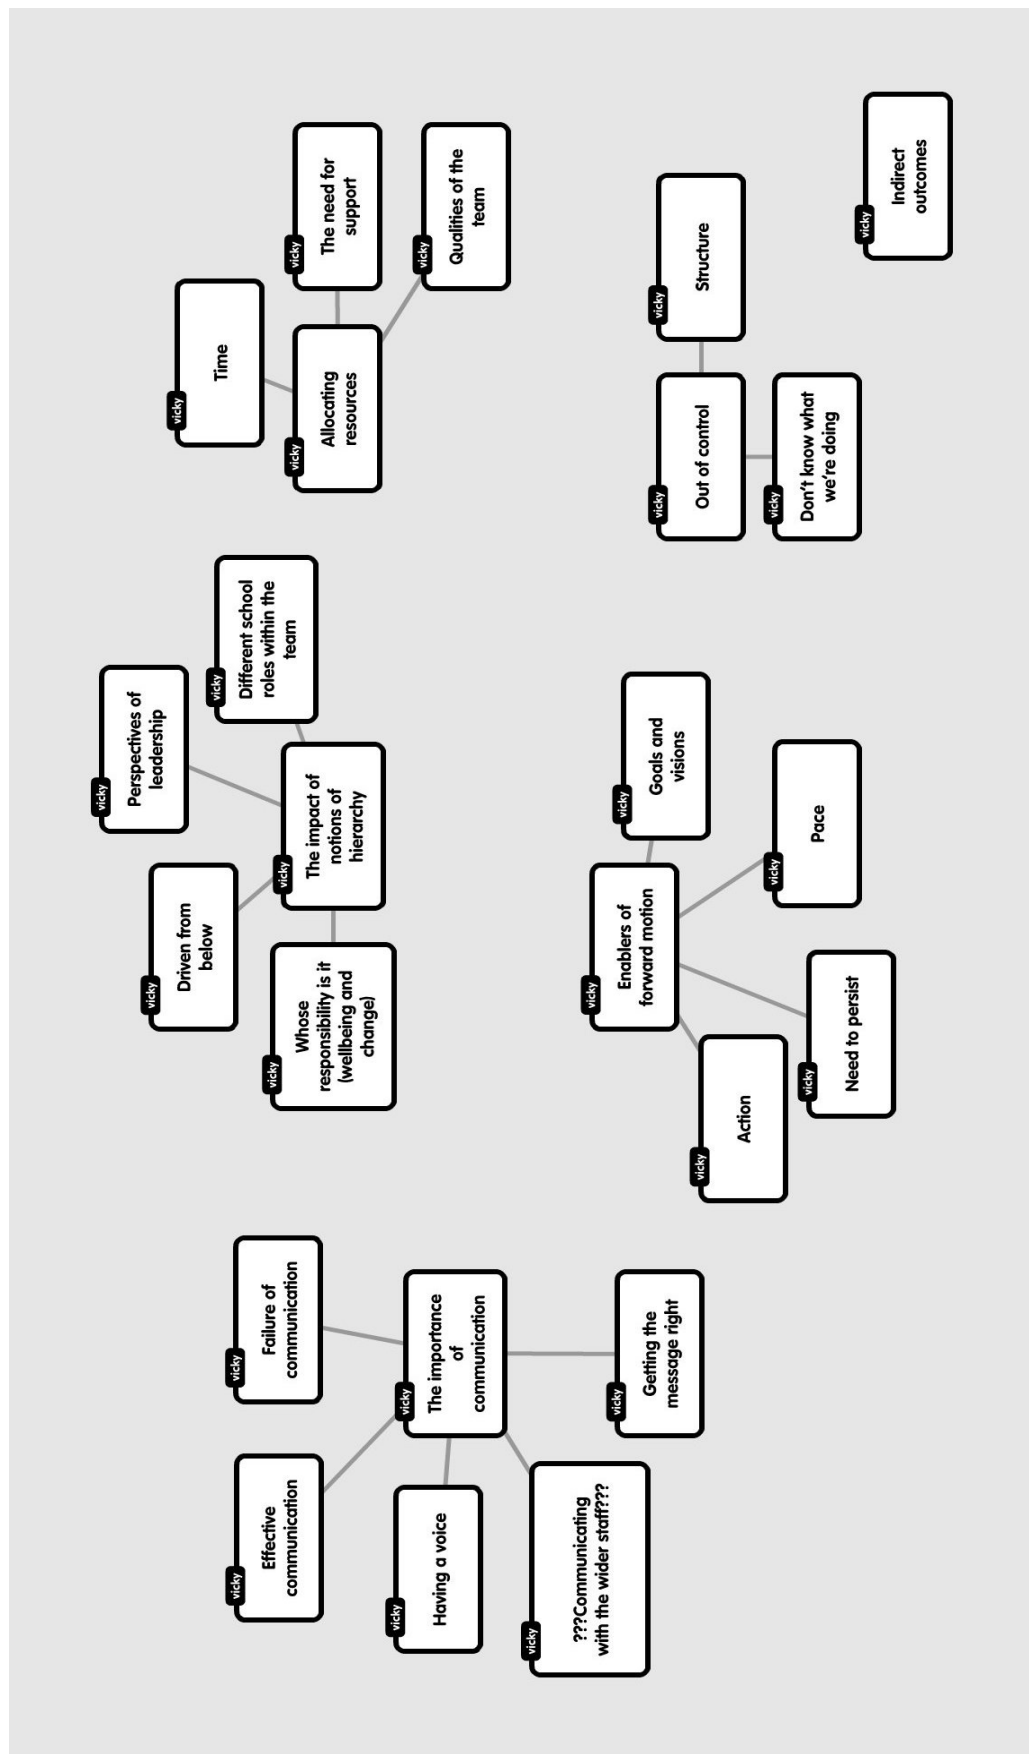 vicky
Effective
communication
vicky
Failure of
communication
vicky
Having a voice
vicky
The importance
of
communication
vicky
???Communicating
with the wider staff???
vicky
Getting the
message right
vicky
Perspectives of
leadership
vicky
Driven from
below
vicky
Different school
roles within the
team
vicky
Whose
responsibility is it
(wellbeing and
change)
vicky
The impact of
notions of
hierarchy
vicky
Time
vicky
Allocating
resources
vicky
The need for
support
vicky
Qualities of the
team
vicky
Enablers of
forward motion
vicky
Goals and
visions
vicky
Action
vicky
Pace
vicky
Need to persist
vicky
Out of control
vicky
Structure
vicky
Don't know what
we're doing
vicky
Indirect
outcomes